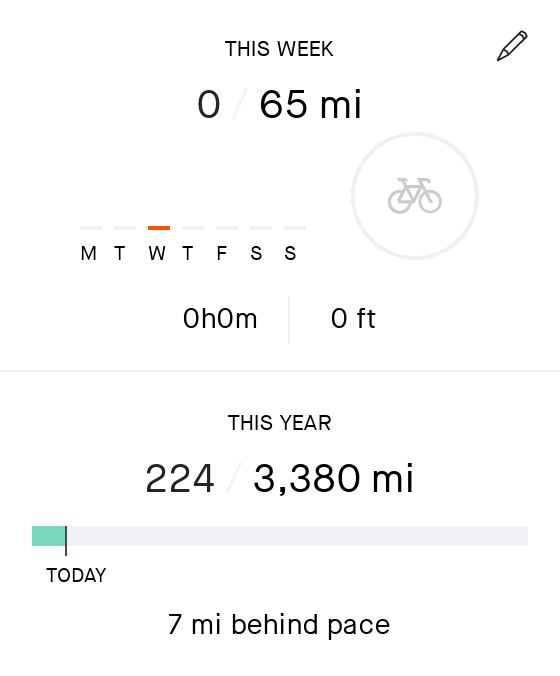 THIS WEEK
0 / 65 mi
M T W T F S S
0h0m 0 ft
THIS YEAR
224 / 3,380 mi
TODAY
7 mi behind pace